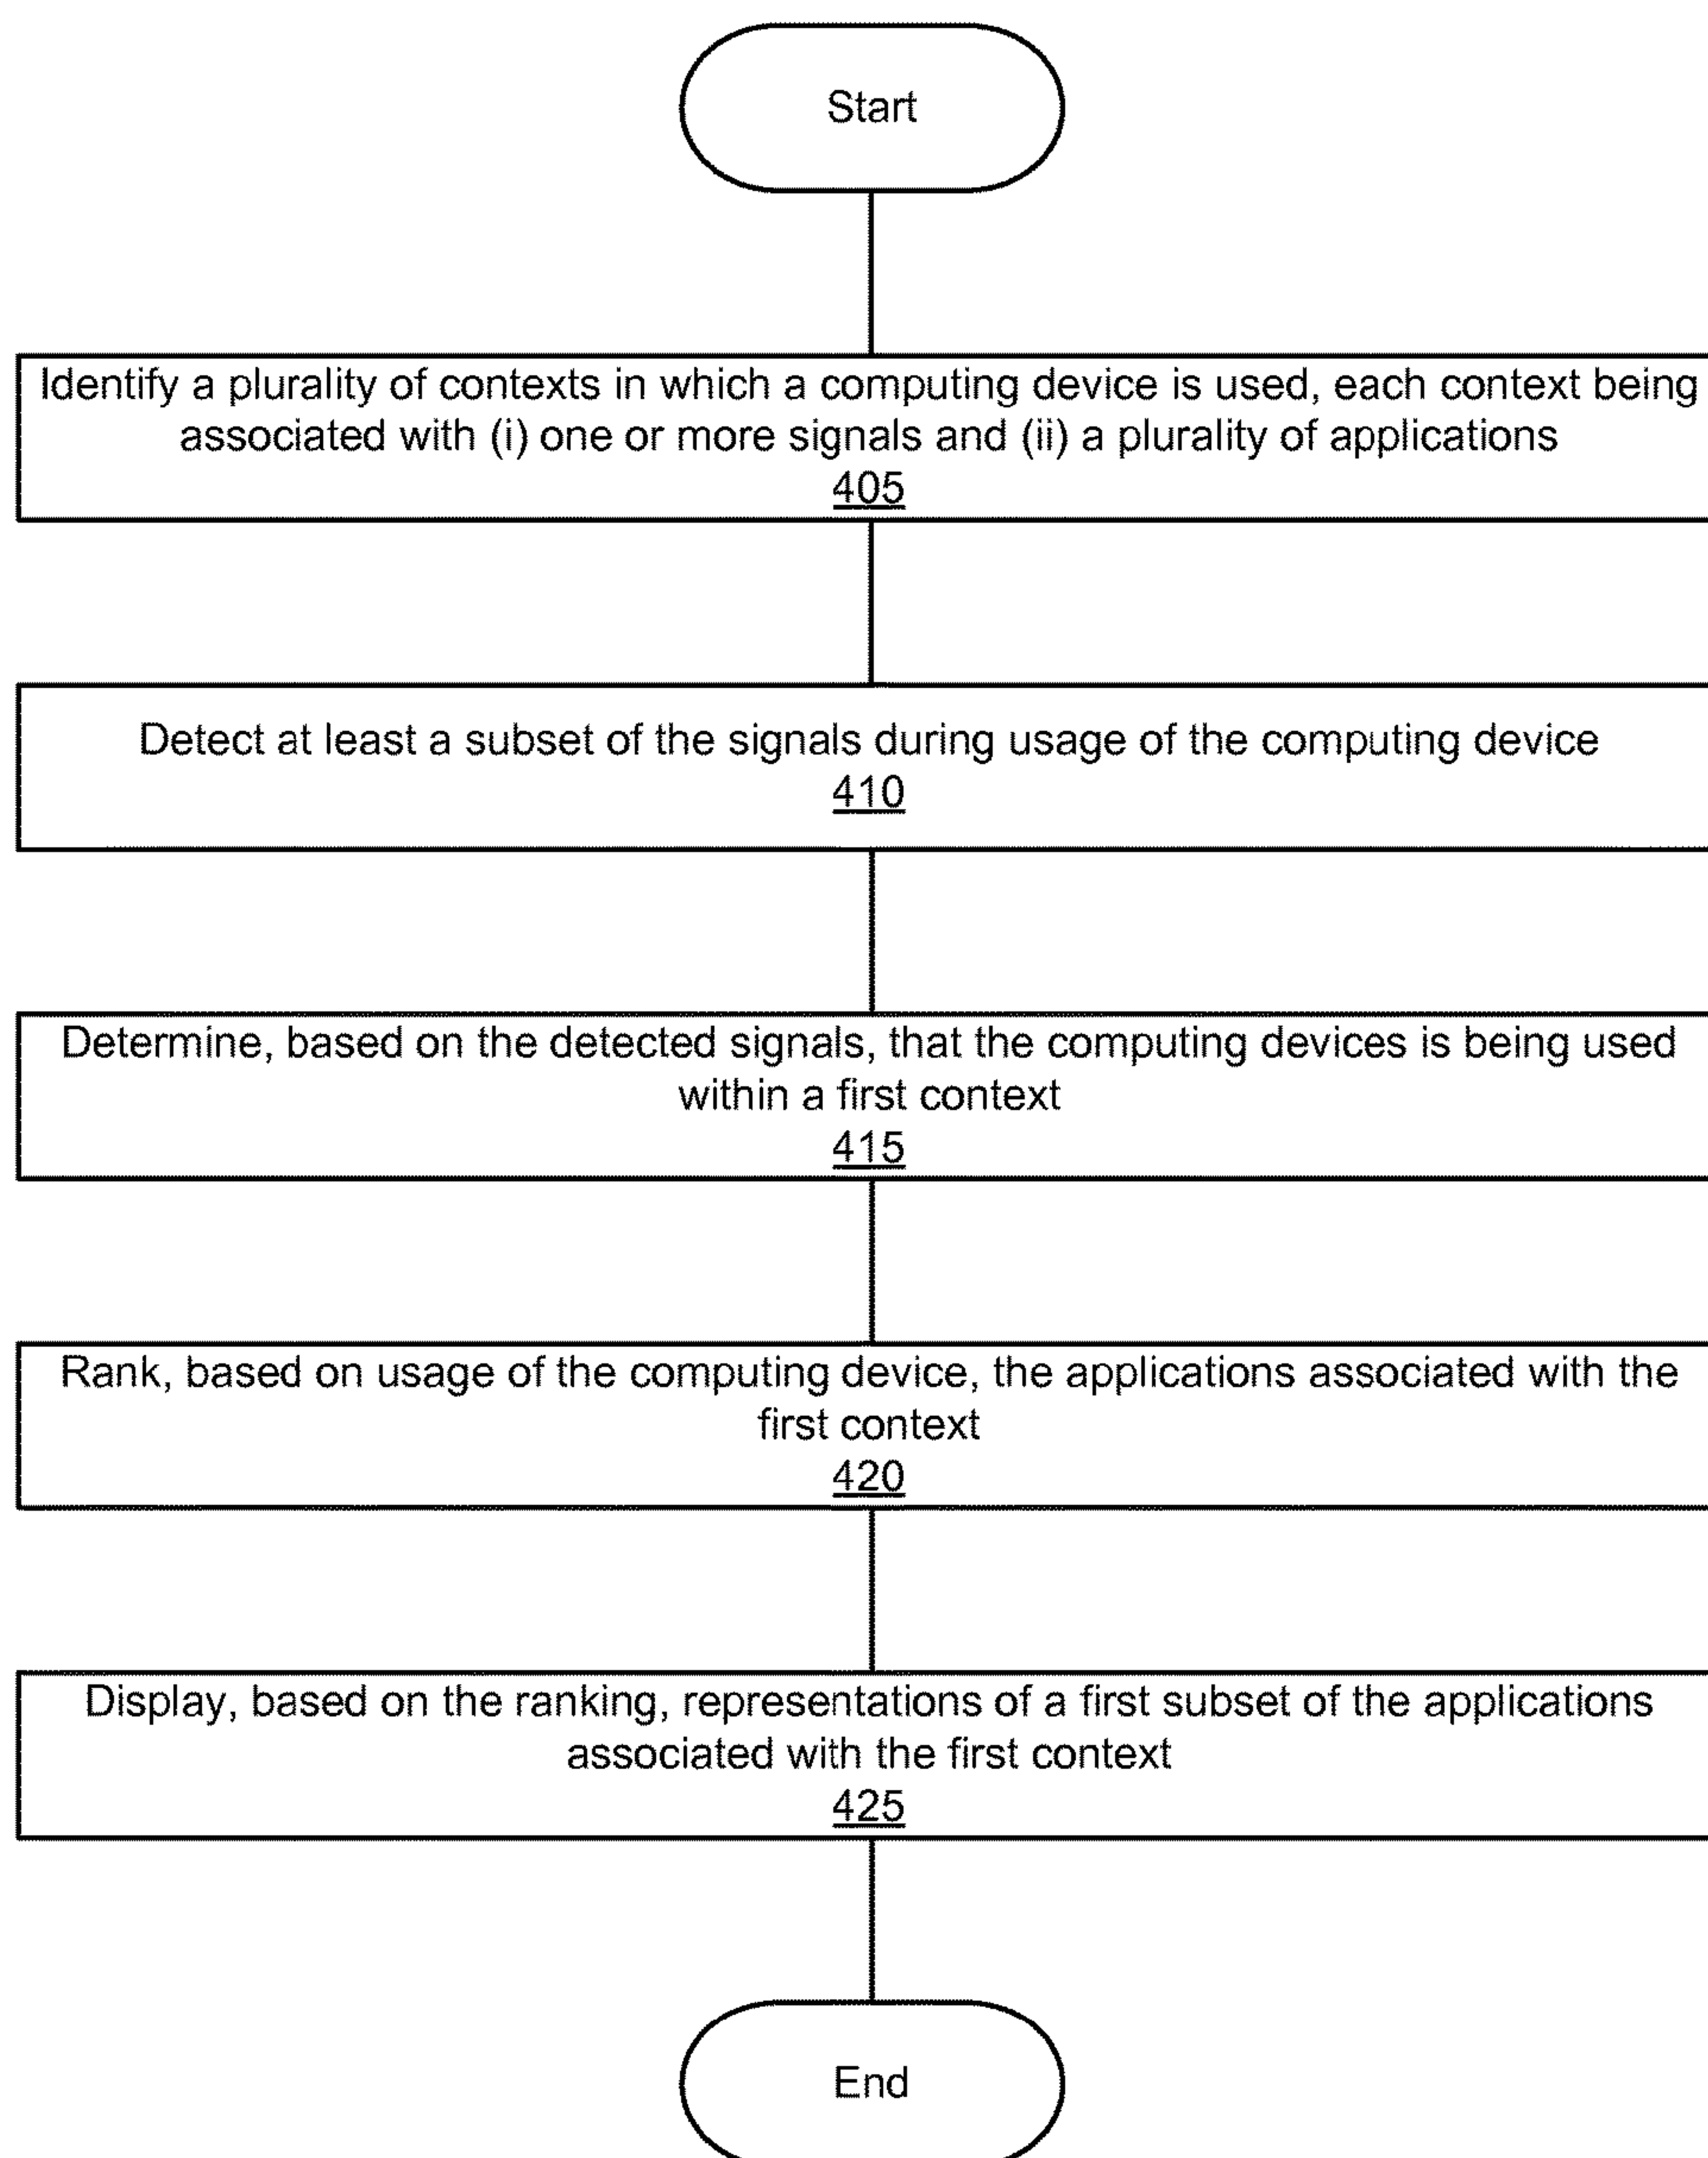 Start
Identify a plurality of contexts in which a computing device is used, each context being
associated with (i) one or more signals and (ii) a plurality of applications
405
Detect at least a subset of the signals during usage of the computing device
410
Determine, based on the detected signals, that the computing devices is being used
within a first context
415
Rank, based on usage of the computing device, the applications associated with the
first context
420
Display, based on the ranking, representations of a first subset of the applications
associated with the first context
425
End